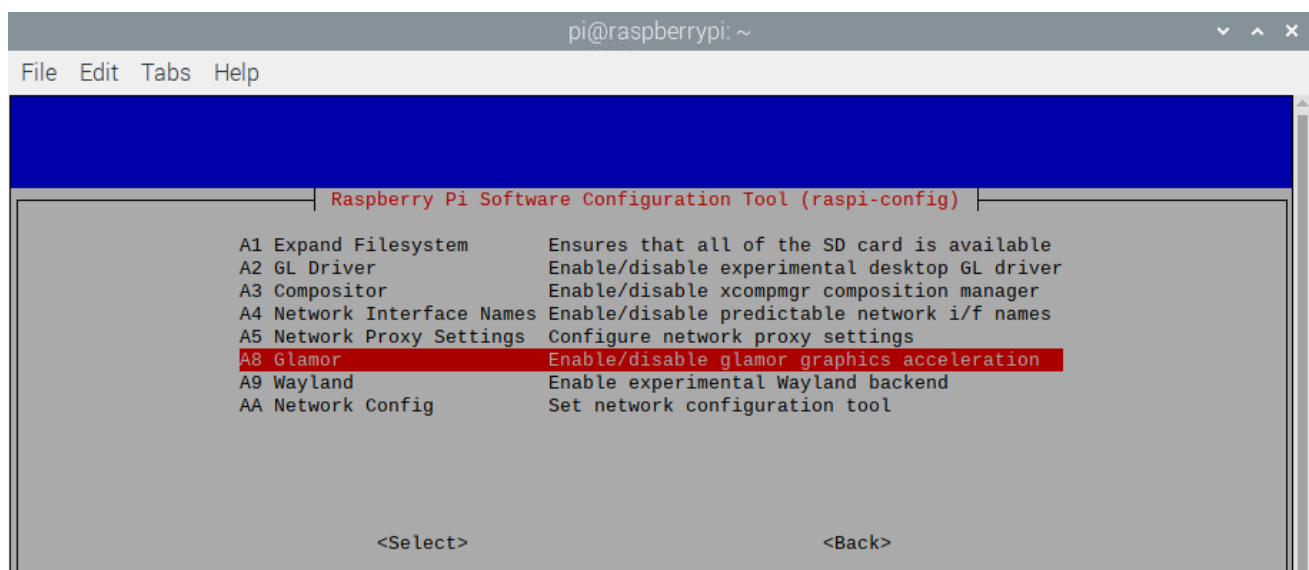 pi@raspberrypi: ~
File Edit Tabs Help
Raspberry Pi Software Configuration Tool (raspi-config)
A1 Expand Filesystem Ensures that all of the SD card is available
A2 GL Driver Enable/disable experimental desktop GL driver
A3 Compositor Enable/disable xcompmgr composition manager
A4 Network Interface Names Enable/disable predictable network i/f names
A5 Network Proxy Settings Configure network proxy settings
A8 Glamor Enable/disable glamor graphics acceleration
A9 Wayland Enable experimental Wayland backend
AA Network Config Set network configuration tool
<Select> <Back>